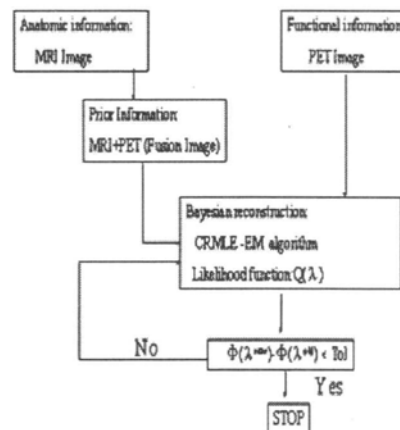 Anatomic information:
MRI Image
Functional information
PET Image
Prior Information:
MRI+PET (Fusion Image)
Bayesian reconstruction:
CRMLE-EM algorithm
Likelihood function:Q(λ)
No
< Tol
Yes
STOP